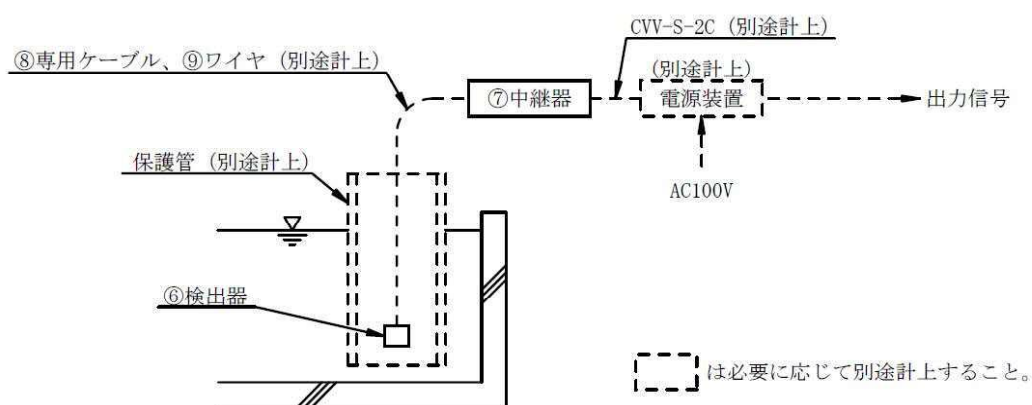 CVV-S-2C (別途計上)
⑧専用ケーブル、⑨ワイヤ (別途計上)
(別途計上)
⑦中継器
電源装置
出力信号
保護管 (別途計上)
AC100V
⑥検出器
は必要に応じて別途計上すること。